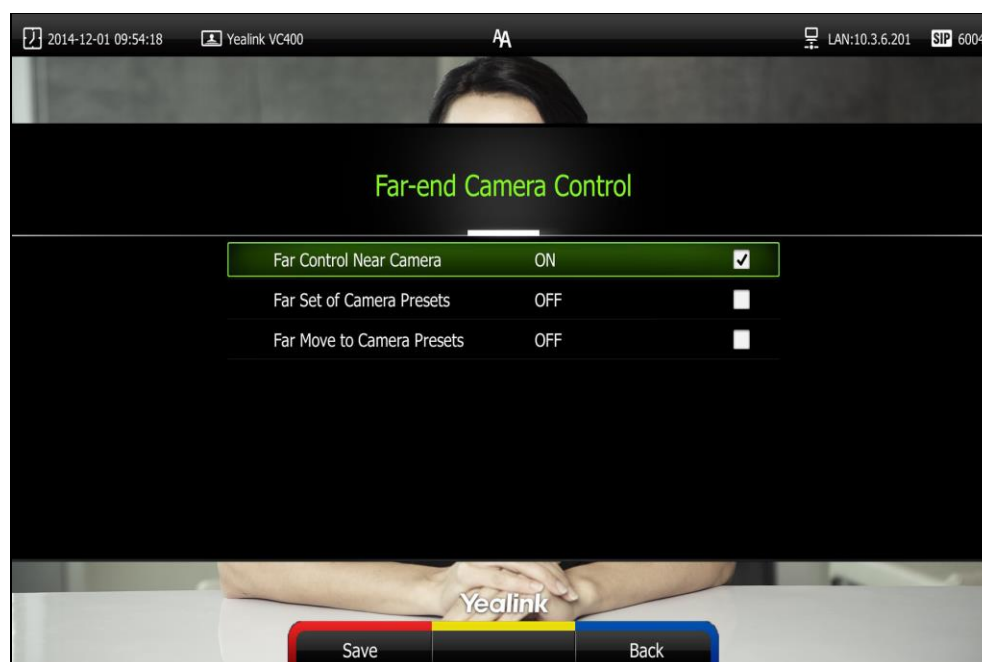 2014-12-01 09:54:18 Yealink VC400 AA LAN:10.3.6.201 SIP 6004
Far-end Camera Control
Far Control Near Camera ON
Far Set of Camera Presets OFF
Far Move to Camera Presets OFF
Yealink
Save Back